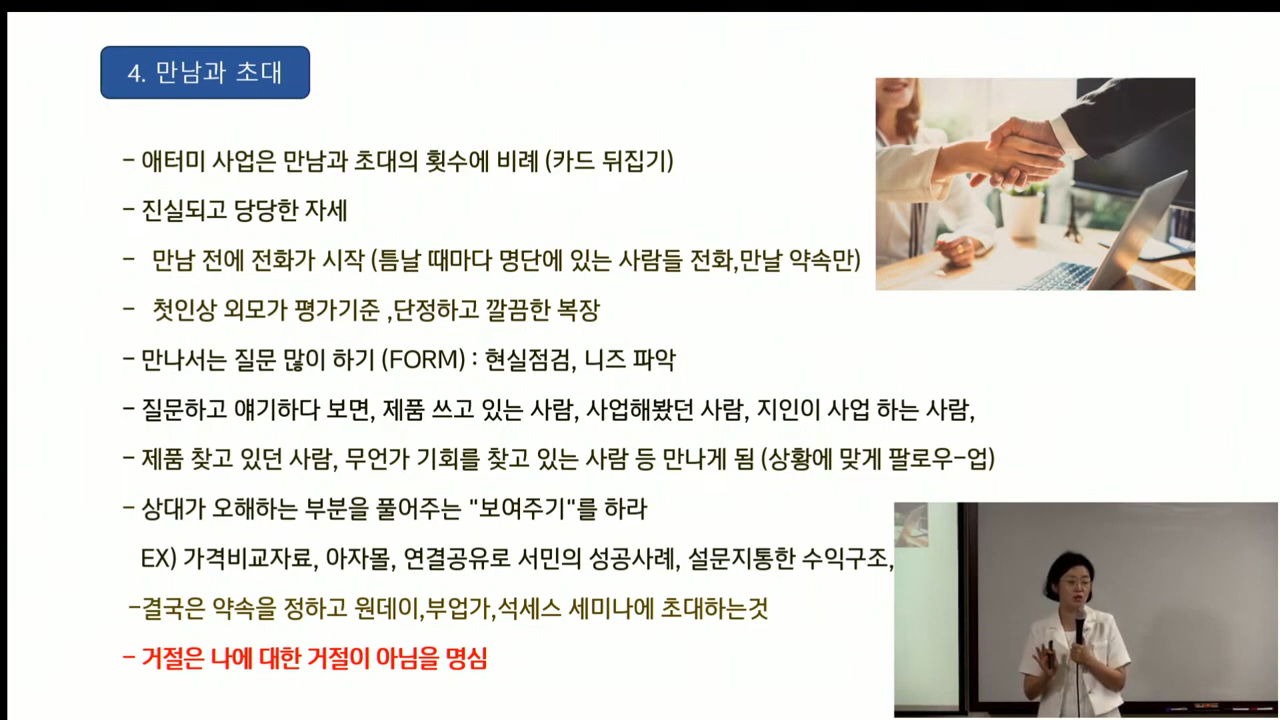 4. 만남과 초대
- 애터미 사업은 만남과 초대의 횟수에 비례 (카드 뒤집기)
- 진실되고 당당한 자세
- 만남 전에 전화가 시작 (틈날 때마다 명단에 있는 사람들 전화,만날 약속만)
- 첫인상 외모가 평가기준 ,단정하고 깔끔한 복장
- 만나서는 질문 많이 하기 (FORM) : 현실점검, 니즈 파악
- 질문하고 얘기하다 보면, 제품 쓰고 있는 사람, 사업해봤던 사람, 지인이 사업 하는 사람,
- 제품 찾고 있던 사람, 무언가 기회를 찾고 있는 사람 등 만나게 됨 (상황에 맞게 팔로우-업)
- 상대가 오해하는 부분을 풀어주는 "보여주기"를 하라
EX) 가격비교자료, 아자몰, 연결공유로 서민의 성공사례, 설문지통한 수익구조,
-결국은 약속을 정하고 원데이,부업가,석세스 세미나에 초대하는것
- 거절은 나에 대한 거절이 아님을 명심